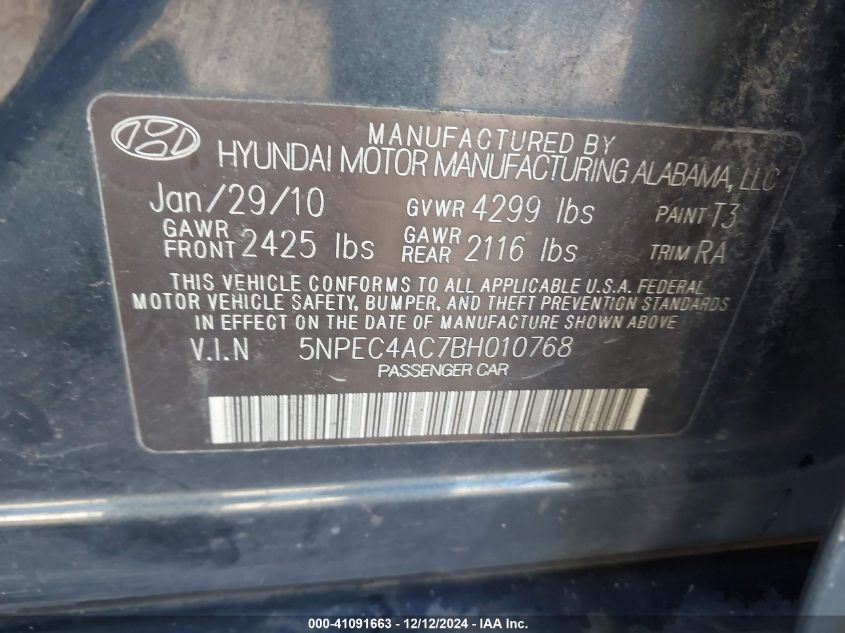 MANUFACTURED BY
HYUNDAI MOTOR MANUFACTURING ALABAMA, LLC
Jan/29/10 GVWR 4299 lbs PAINT T3
GAWR FRONT 2425 lbs GAWR REAR 2116 lbs TRIM RA
THIS VEHICLE CONFORMS TO ALL APPLICABLE U.S.A. FEDERAL
MOTOR VEHICLE SAFETY, BUMPER, AND THEFT PREVENTION STANDARDS
IN EFFECT ON THE DATE OF MANUFACTURING SHOWN ABOVE
V.I.N 5NPEC4AC7BH010768
PASSENGER CAR
000-41091663 - 12/12/2024 - IAA Inc.